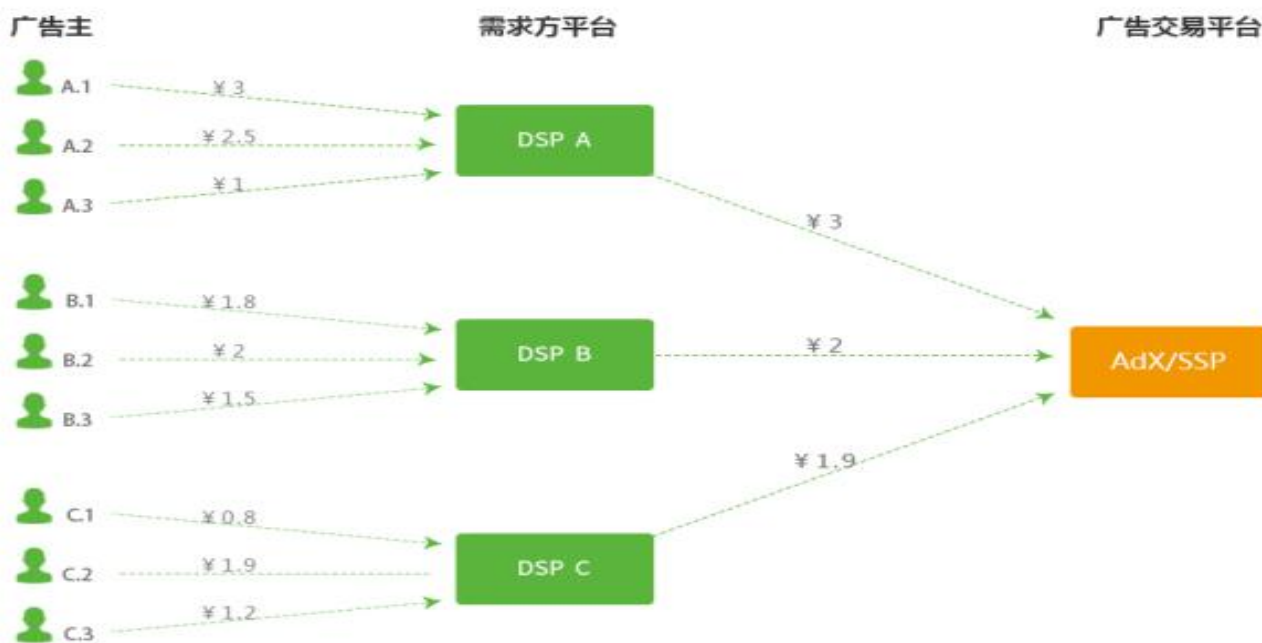 广告主 需求方平台 广告交易平台
A.1 ¥ 3
A.2 ¥ 2.5 DSP A
A.3 ¥ 1
¥ 3
B.1 ¥ 1.8
B.2 ¥ 2 DSP B ¥ 2 AdX/SSP
B.3 ¥ 1.5
¥ 1.9
C.1 ¥ 0.8
C.2 ¥ 1.9 DSP C
C.3 ¥ 1.2